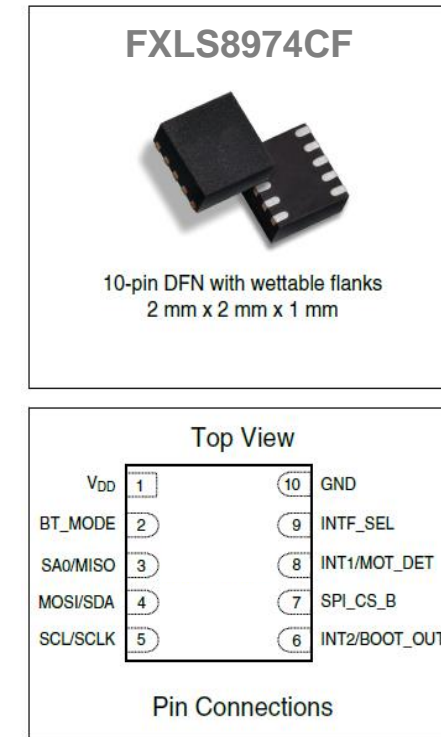 FXLS8974CF
10-pin DFN with wettable flanks
2 mm x 2 mm x 1 mm
Top View
VDD 1 10 GND
BT_MODE 2 9 INTF_SEL
SA0/MISO 3 8 INT1/MOT_DET
MOSI/SDA 4 7 SPI_CS_B
SCL/SCLK 5 6 INT2/BOOT_OUT
Pin Connections